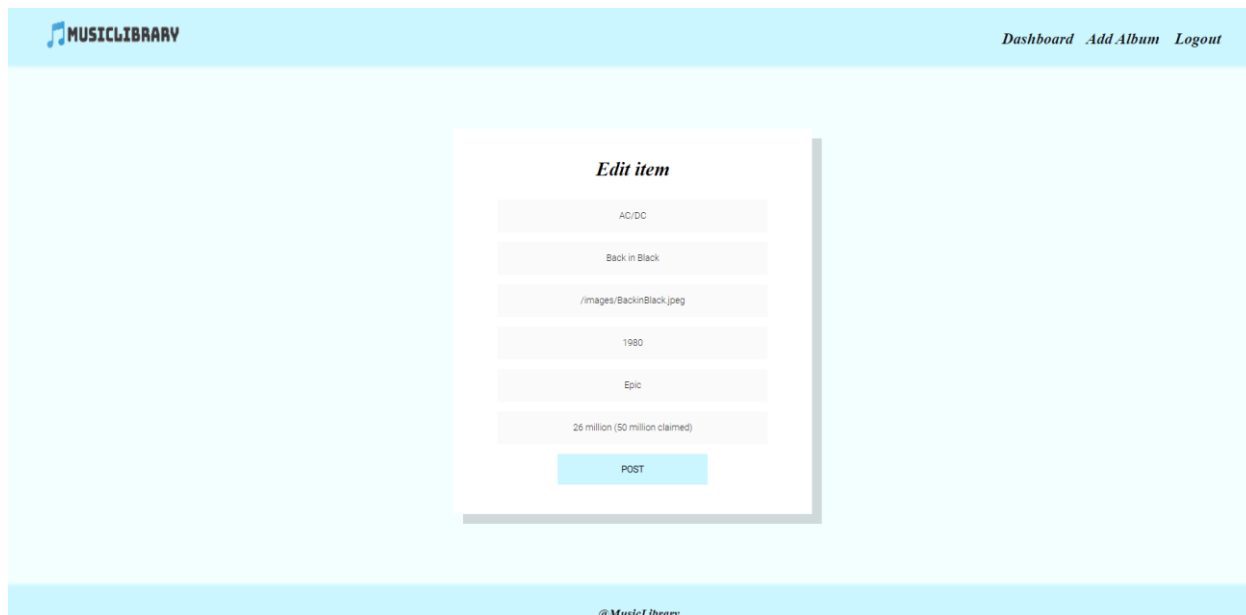 MUSICLIBRARY
Dashboard Add Album Logout
Edit item
AC/DC
Back in Black
/images/BackinBlack.jpeg
1980
Epic
26 million (50 million claimed)
POST
@MusicLibrary